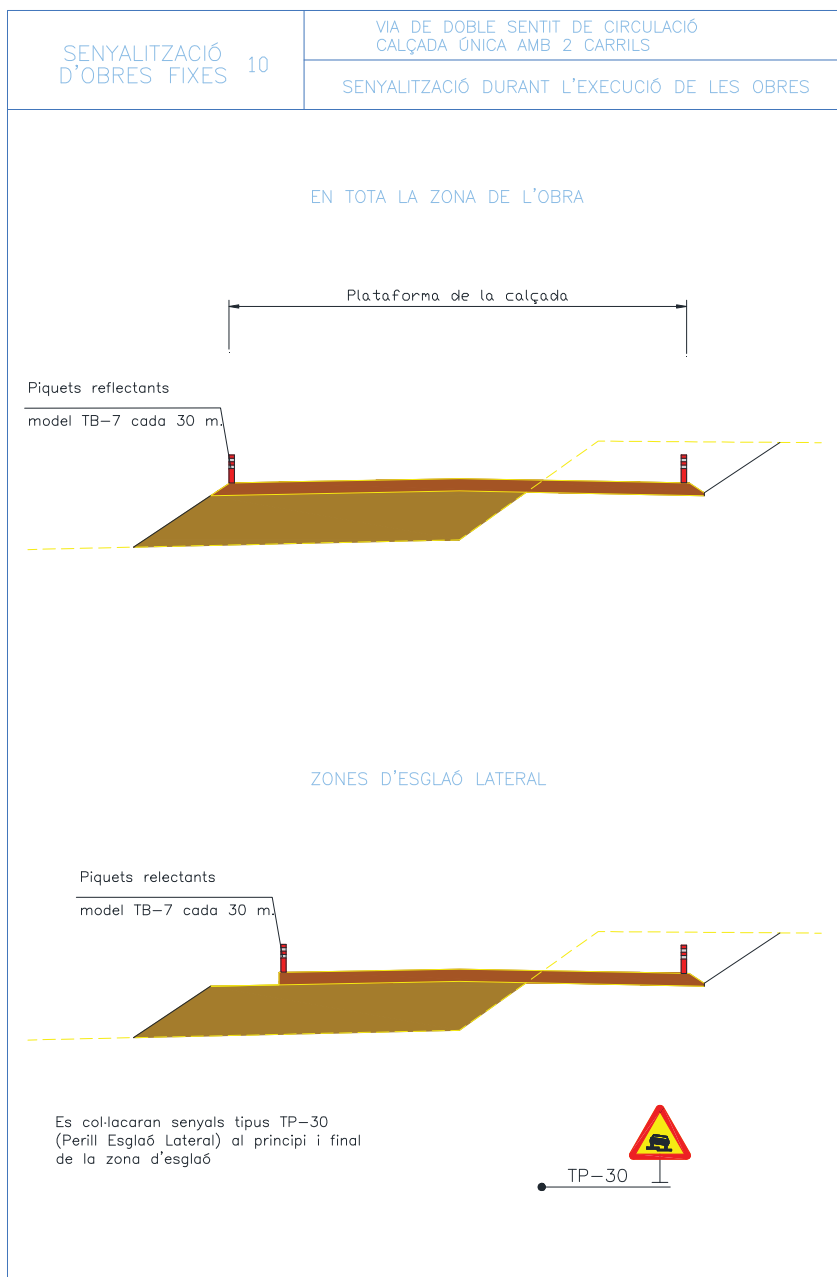 SENYALITZACIÓ
D'OBRES FIXES 10
VIA DE DOBLE SENTIT DE CIRCULACIÓ
CALÇADA ÚNICA AMB 2 CARRILS
SENYALITZACIÓ DURANT L'EXECUCIÓ DE LES OBRES
EN TOTA LA ZONA DE L'OBRA
Plataforma de la calçada
Piquets reflectants
model TB-7 cada 30 m.
ZONES D'ESGLAÓ LATERAL
Piquets relectants
model TB-7 cada 30 m.
Es col·lacaran senyals tipus TP-30
(Perill Esglaó Lateral) al principi i final
de la zona d'esglaó
TP-30